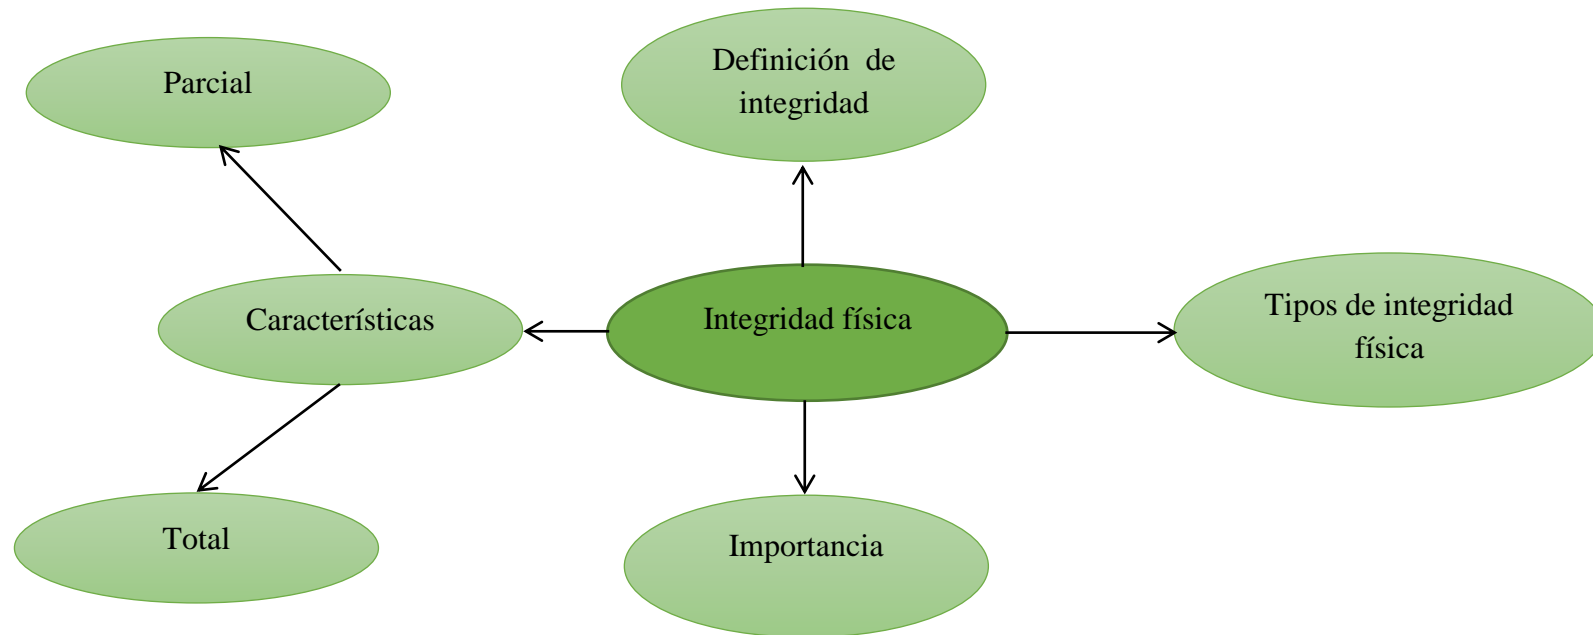 Parcial
Definición de
integridad
Características
Integridad física
Tipos de integridad
física
Total
Importancia